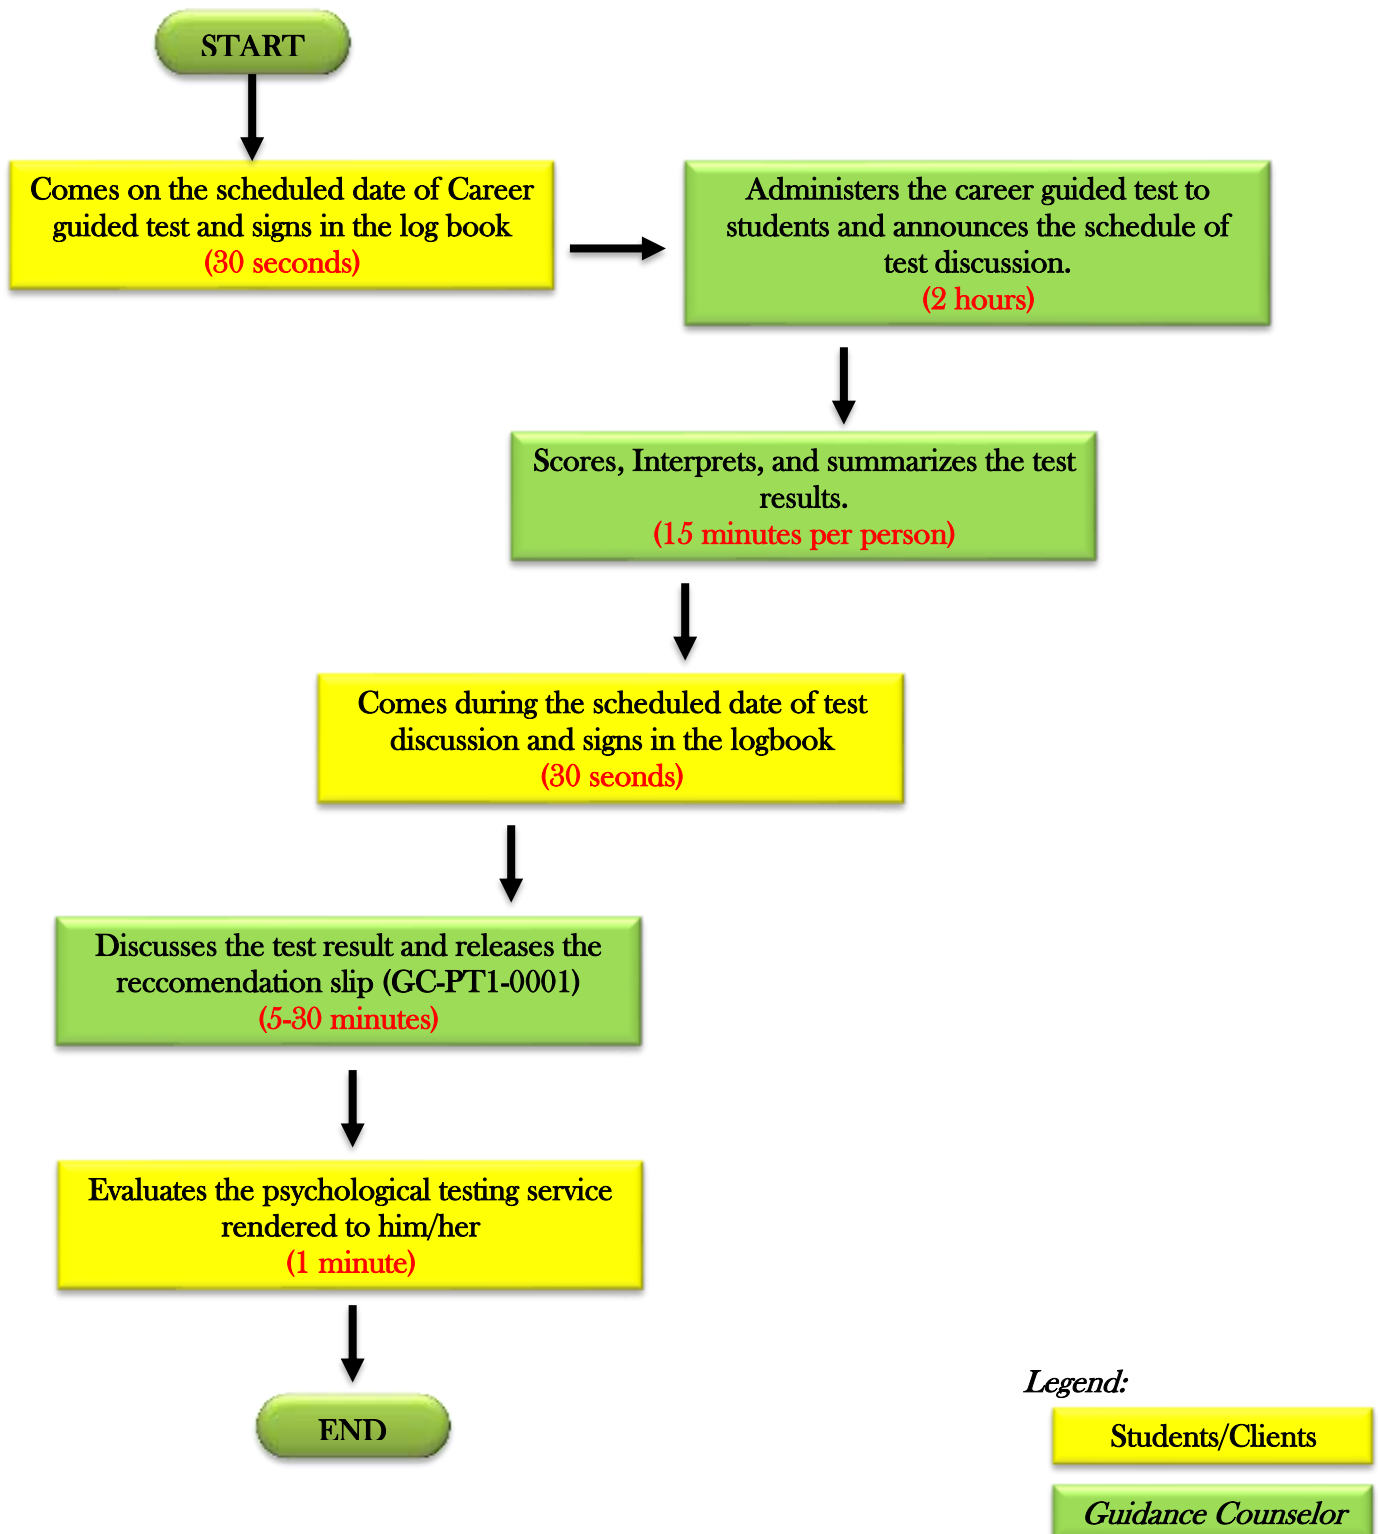 START
Comes on the scheduled date of Career
guided test and signs in the log book
(30 seconds)
Administers the career guided test to
students and announces the schedule of
test discussion.
(2 hours)
Scores, Interprets, and summarizes the test
results.
(15 minutes per person)
Comes during the scheduled date of test
discussion and signs in the logbook
(30 seonds)
Discusses the test result and releases the
reccomendation slip (GC-PT1-0001)
(5-30 minutes)
Evaluates the psychological testing service
rendered to him/her
(1 minute)
END
Legend:
Students/Clients
Guidance Counselor